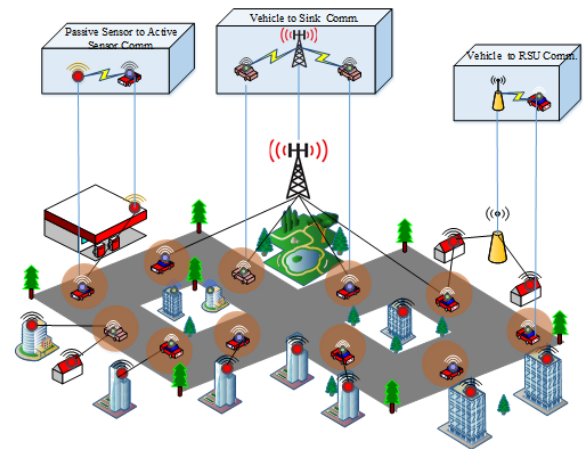 Passive Sensor to Active
Sensor Comm.
Vehicle to Sink Comm.
Vehicle to RSU Comm.